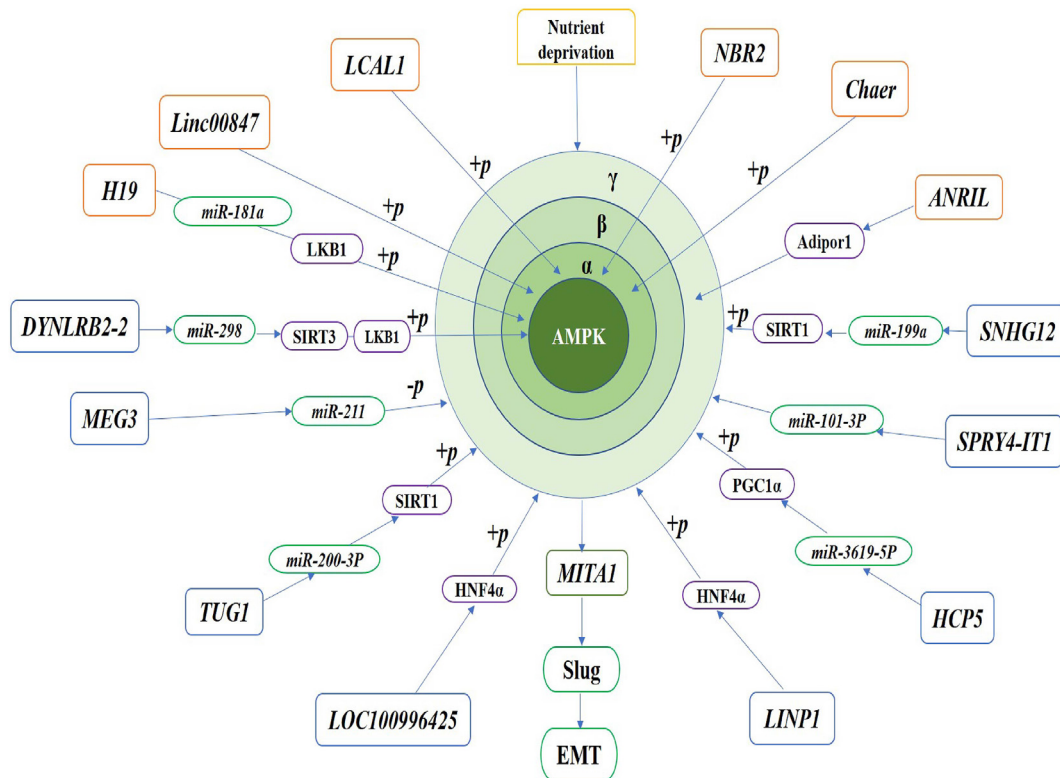 Nutrient
deprivation
LCAL1
NBR2
Chaer
Linc00847
H19
miR-181a
LKB1
+p
+p
+p
+p
+p
ANRIL
Adipor1
γ
β
α
AMPK
DYNLRB2-2
miR-298
SIRT3
LKB1
+p
+p
SIRT1
miR-199a
SNHG12
MEG3
miR-211
-p
miR-101-3P
SPRY4-IT1
TUG1
miR-200-3P
SIRT1
+p
+p
PGC1α
miR-3619-5P
HCP5
LOC100996425
HNF4α
+p
MITA1
Slug
EMT
+p
HNF4α
LINP1